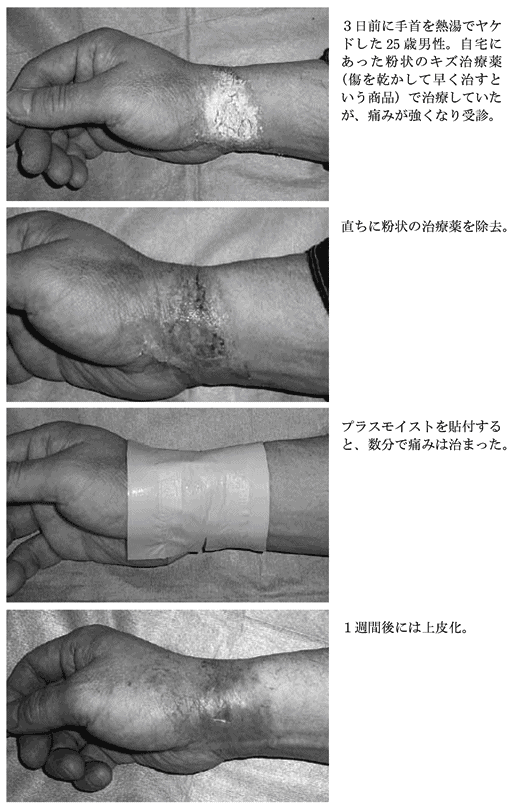 ３日前に手首を熱湯でヤケ
ドした 25 歳男性。自宅に
あった粉状のキズ治療薬
（傷を乾かして早く治すと
いう商品）で治療していた
が、痛みが強くなり受診。
直ちに粉状の治療薬を除去。
プラスモイストを貼付する
と、数分で痛みは治まった。
１週間後には上皮化。